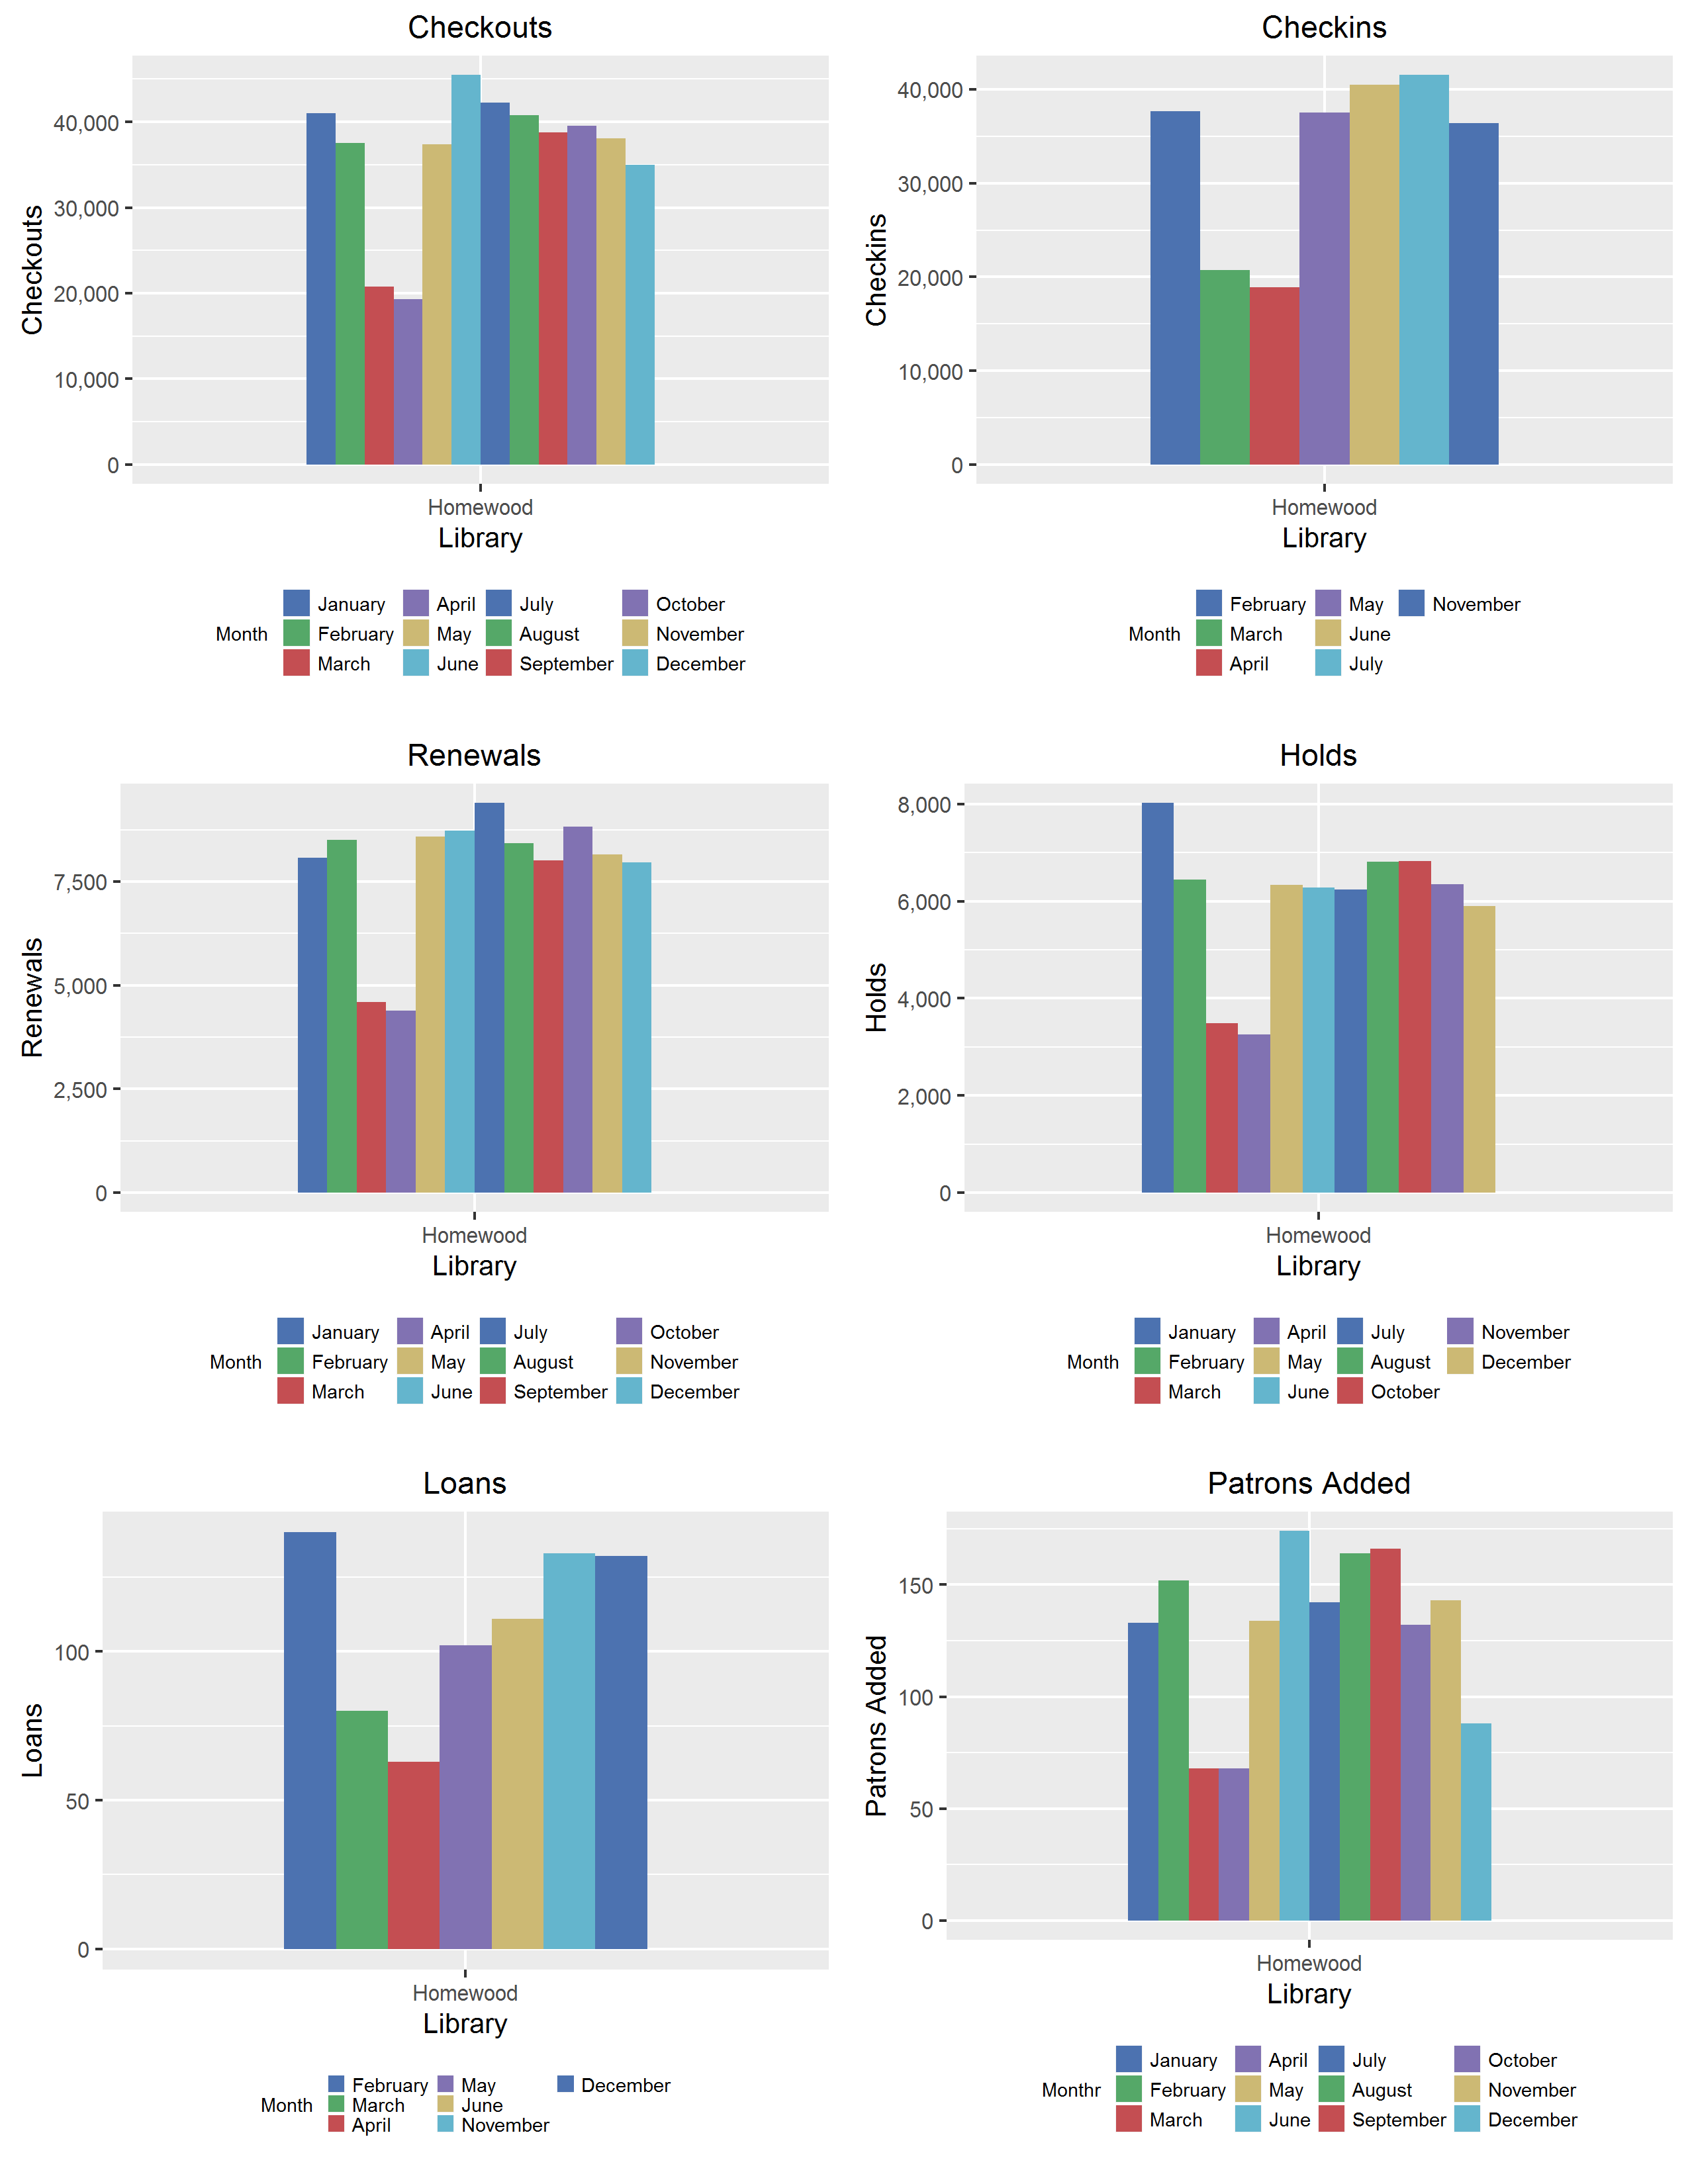 Checkouts
Checkouts
40,000
30,000
20,000
10,000
0
Homewood
Library
Month
January April July October
February May August November
March June September December
Checkins
Checkins
40,000
30,000
20,000
10,000
0
Homewood
Library
Month
February May November
March June
April July
Renewals
Renewals
7,500
5,000
2,500
0
Homewood
Library
Month
January April July October
February May August November
March June September December
Holds
Holds
8,000
6,000
4,000
2,000
0
Homewood
Library
Month
January April July November
February May August December
March June October
Loans
Loans
100
50
0
Homewood
Library
Month
February May December
March June
April November
Patrons Added
Patrons Added
150
100
50
0
Homewood
Library
Monthr
January April July October
February May August November
March June September December